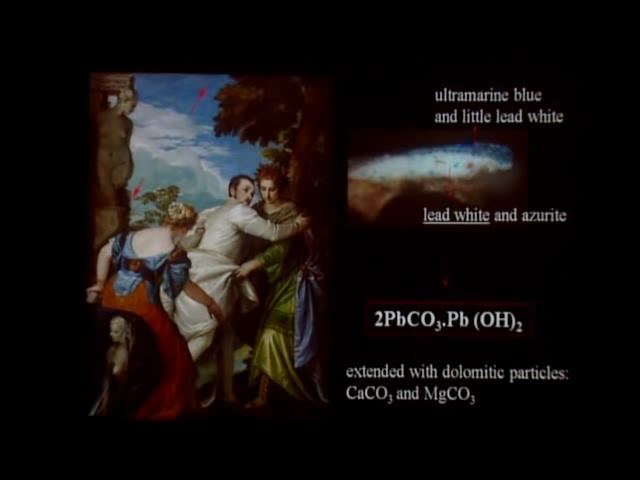 ultramarine blue
and little lead white
lead white and azurite
2PbCO₃.Pb (OH)₂
extended with dolomitic particles:
CaCO₃ and MgCO₃